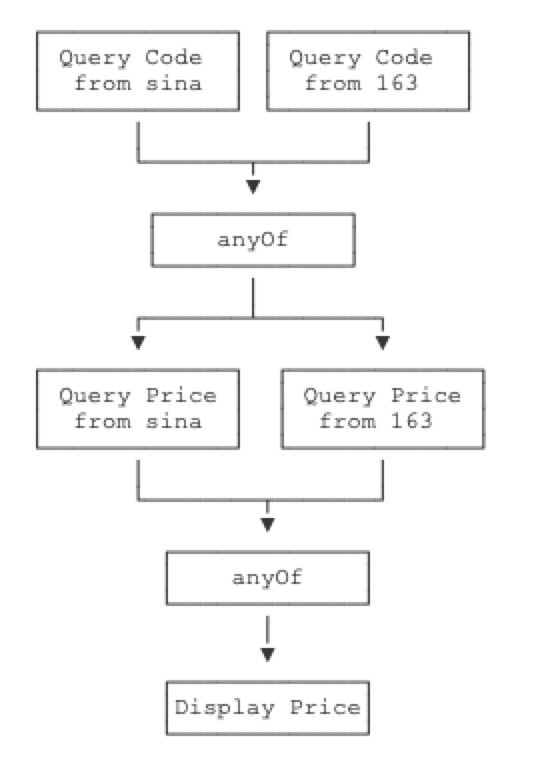 Query Code
from sina
Query Code
from 163
anyOf
Query Price
from sina
Query Price
from 163
anyOf
Display Price